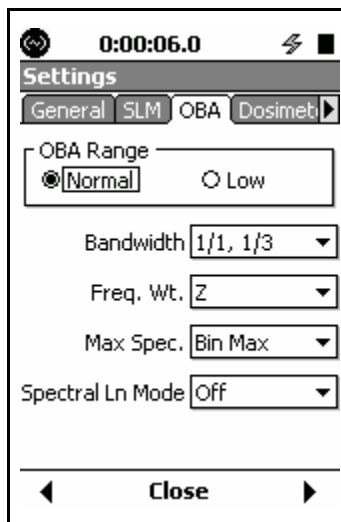 0:00:06.0
Settings
General SLM OBA Dosimet
OBA Range
Normal Low
Bandwidth 1/1, 1/3
Freq. Wt. Z
Max Spec. Bin Max
Spectral Ln Mode Off
Close